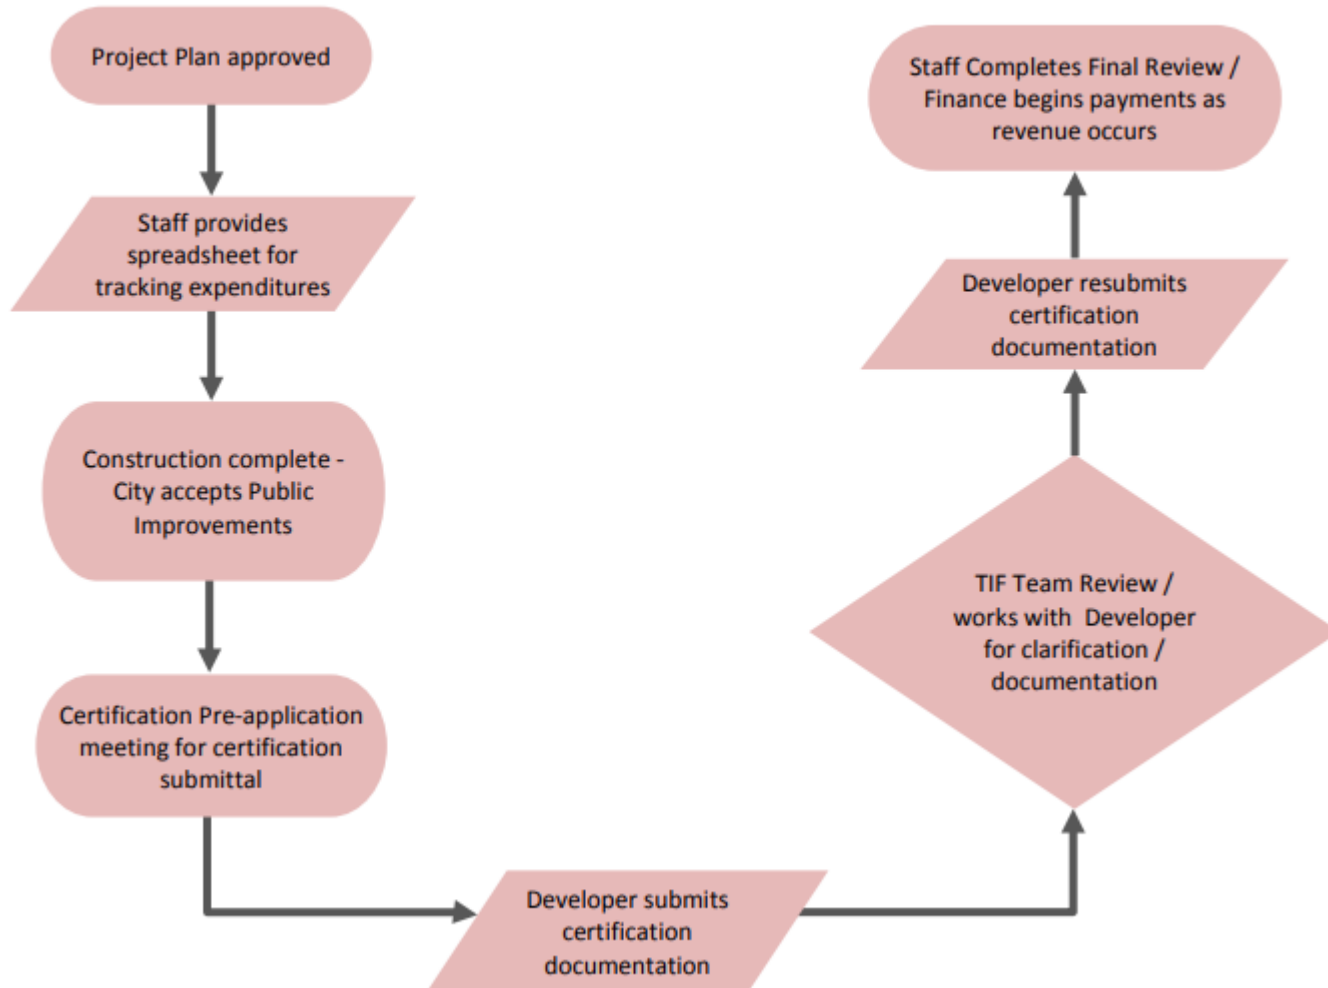 Project Plan approved
Staff provides
spreadsheet for
tracking expenditures
Construction complete -
City accepts Public
Improvements
Certification Pre-application
meeting for certification
submittal
Developer submits
certification
documentation
TIF Team Review /
works with  Developer
for clarification /
documentation
Developer resubmits
certification
documentation
Staff Completes Final Review /
Finance begins payments as
revenue occurs